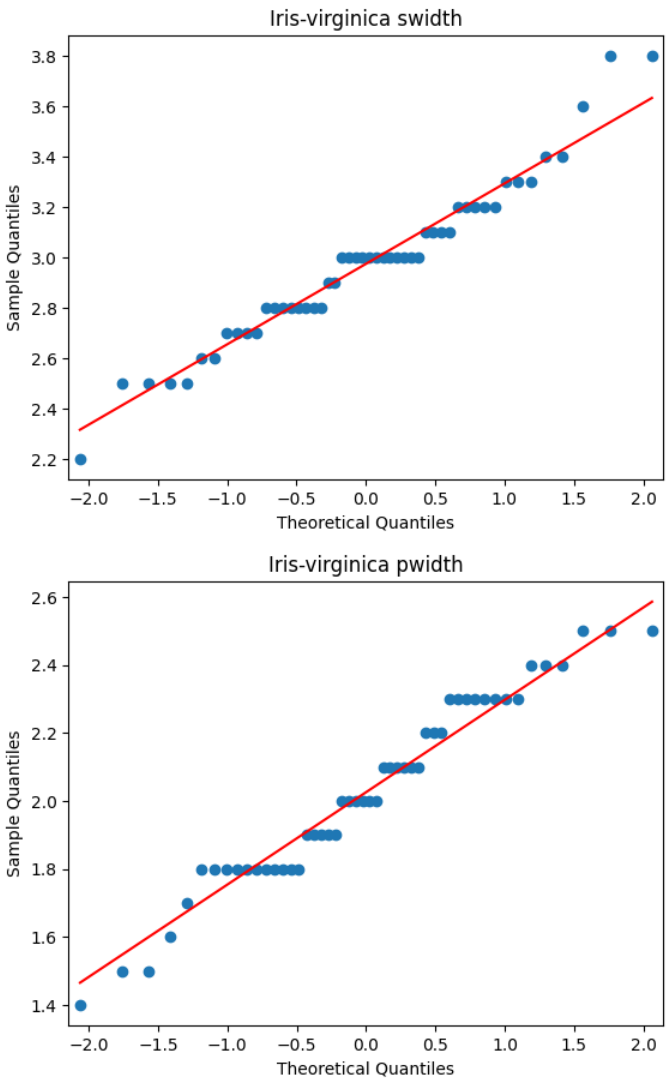 Iris-virginica swidth
3.8
3.6
3.4
3.2
3.0
2.8
2.6
2.4
2.2
Sample Quantiles
−2.0 −1.5 −1.0 −0.5 0.0 0.5 1.0 1.5 2.0
Theoretical Quantiles
Iris-virginica pwidth
2.6
2.4
2.2
2.0
1.8
1.6
1.4
Sample Quantiles
−2.0 −1.5 −1.0 −0.5 0.0 0.5 1.0 1.5 2.0
Theoretical Quantiles